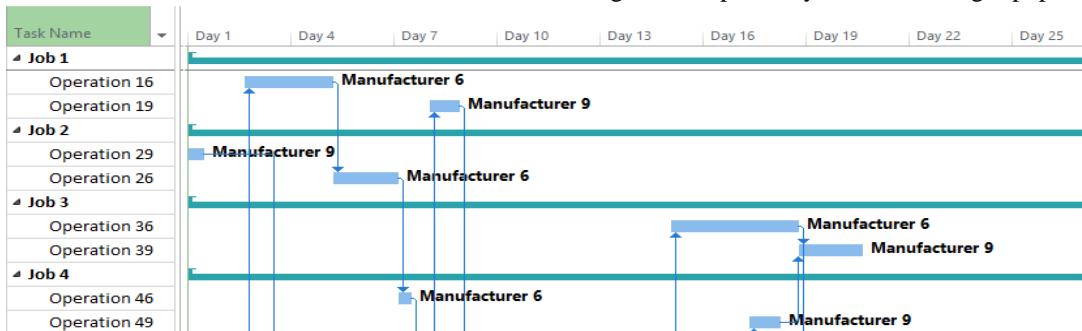 Task Name Day 1 Day 4 Day 7 Day 10 Day 13 Day 16 Day 19 Day 22 Day 25
Job 1
Operation 16 Manufacturer 6
Operation 19 Manufacturer 9
Job 2
Operation 29 Manufacturer 9
Operation 26 Manufacturer 6
Job 3
Operation 36 Manufacturer 6
Operation 39 Manufacturer 9
Job 4
Operation 46 Manufacturer 6
Operation 49 Manufacturer 9